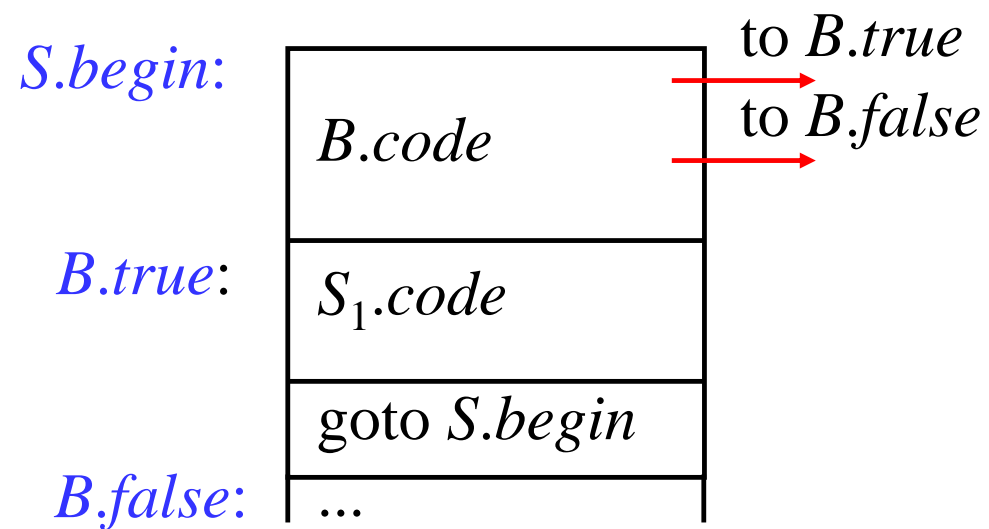 to B.true
S.begin:
to B.false
B.code
B.true:
S₁.code
goto S.begin
B.false:
...